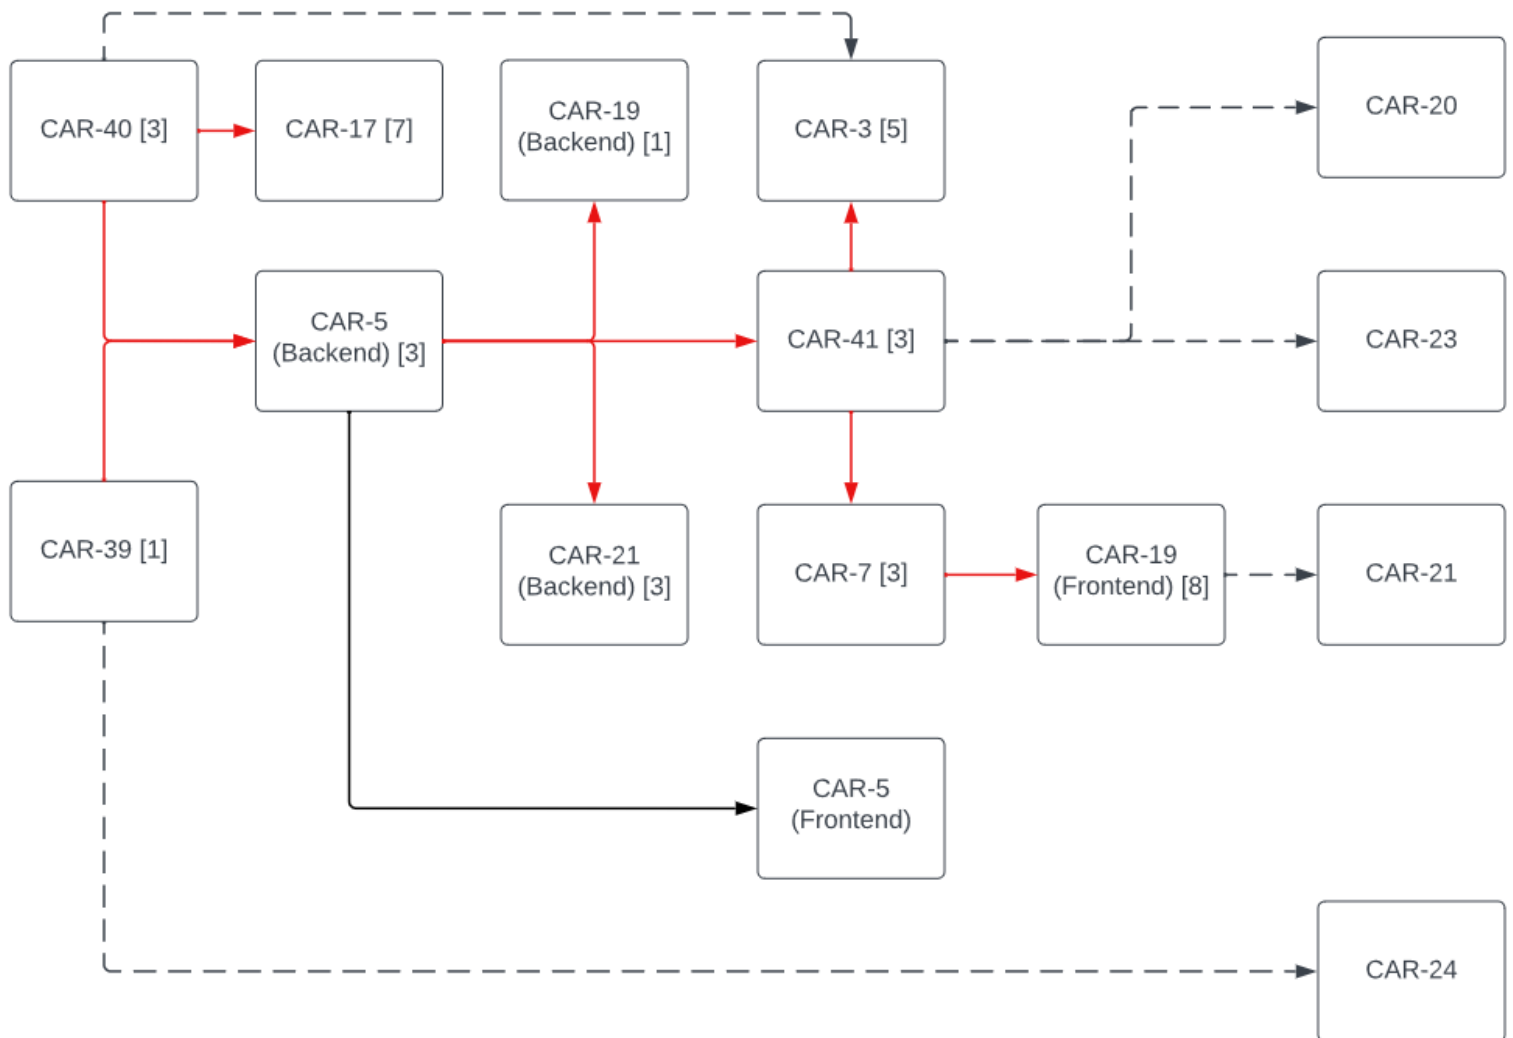 CAR-40 [3]
CAR-17 [7]
CAR-19
(Backend) [1]
CAR-3 [5]
CAR-20
CAR-5
(Backend) [3]
CAR-41 [3]
CAR-23
CAR-39 [1]
CAR-21
(Backend) [3]
CAR-7 [3]
CAR-19
(Frontend) [8]
CAR-21
CAR-5
(Frontend)
CAR-24